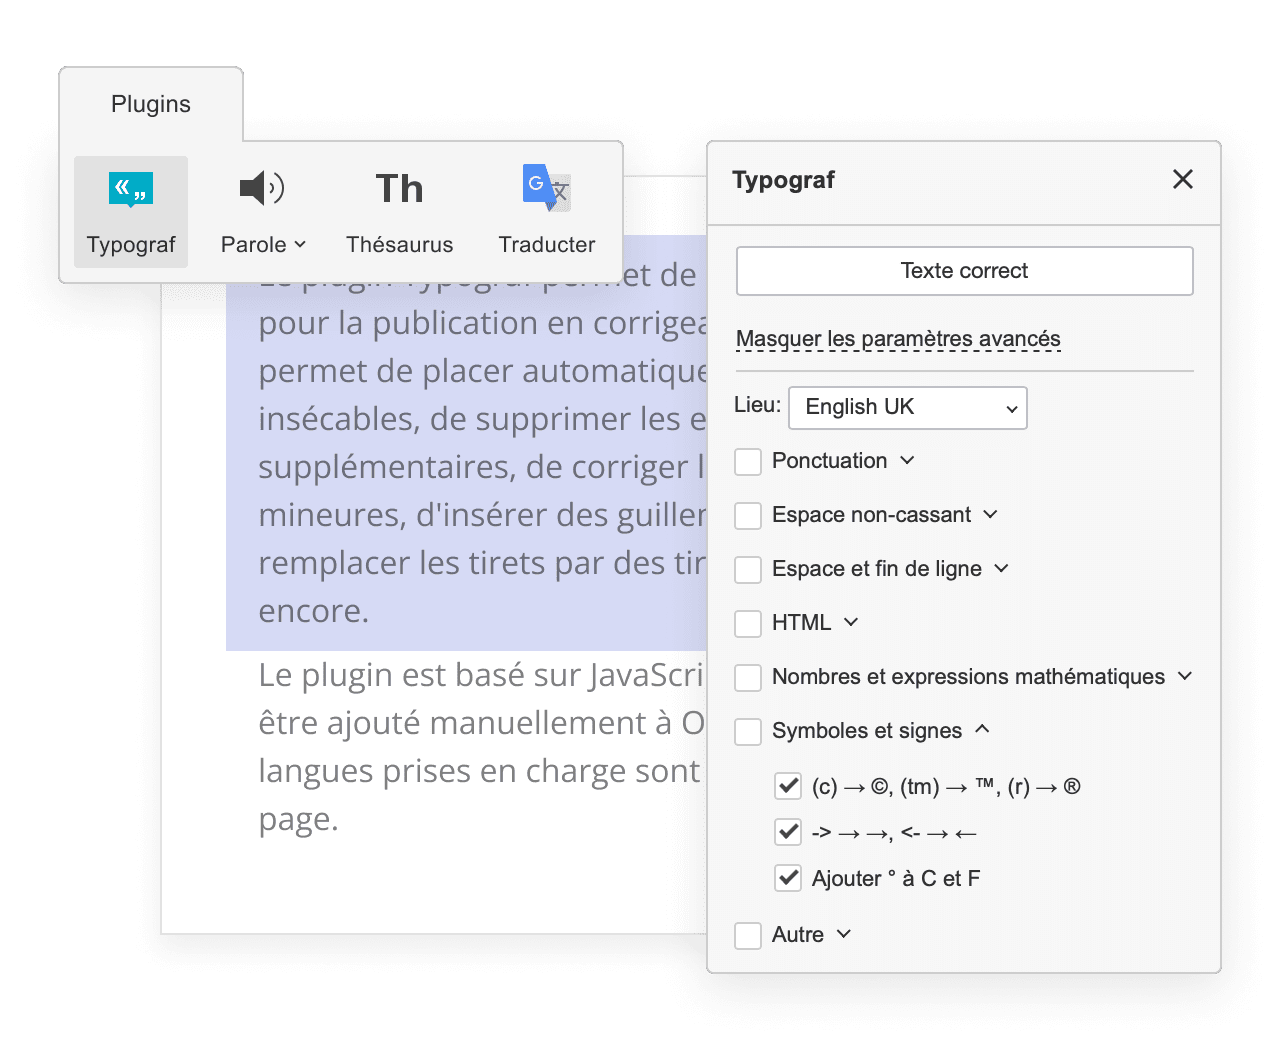 Plugins
Typograf
Parole
Th
Thésaurus
G
Traducter
Le plugin Typograf permet de
pour la publication en corrigea
permet de placer automatique
insécables, de supprimer les e
supplémentaires, de corriger l
mineures, d'insérer des guiller
remplacer les tirets par des tir
encore.
Le plugin est basé sur JavaScri
être ajouté manuellement à O
langues prises en charge sont
page.
Typograf
Texte correct
Masquer les paramètres avancés
Lieu: English UK
Ponctuation
Espace non-cassant
Espace et fin de ligne
HTML
Nombres et expressions mathématiques
Symboles et signes
(c) → ©, (tm) → ™, (r) → ®
-> → →, <- → ←
Ajouter ° à C et F
Autre